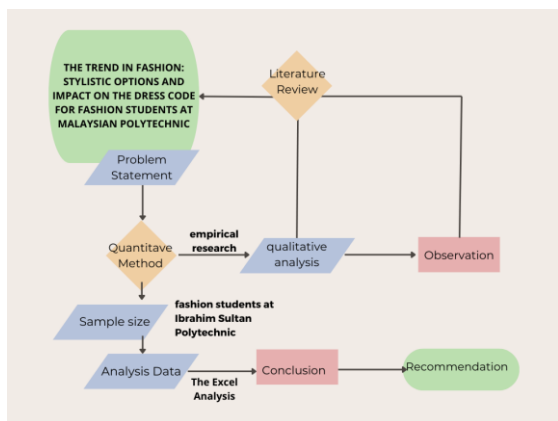 THE TREND IN FASHION:
STYLISTIC OPTIONS AND
IMPACT ON THE DRESS CODE
FOR FASHION STUDENTS AT
MALAYSIAN POLYTECHNIC
Literature
Review
Problem
Statement
Quantitave
Method
empirical
research
qualitative
analysis
Observation
Sample size
fashion students at
Ibrahim Sultan
Polytechnic
Analysis Data
The Excel
Analysis
Conclusion
Recommendation